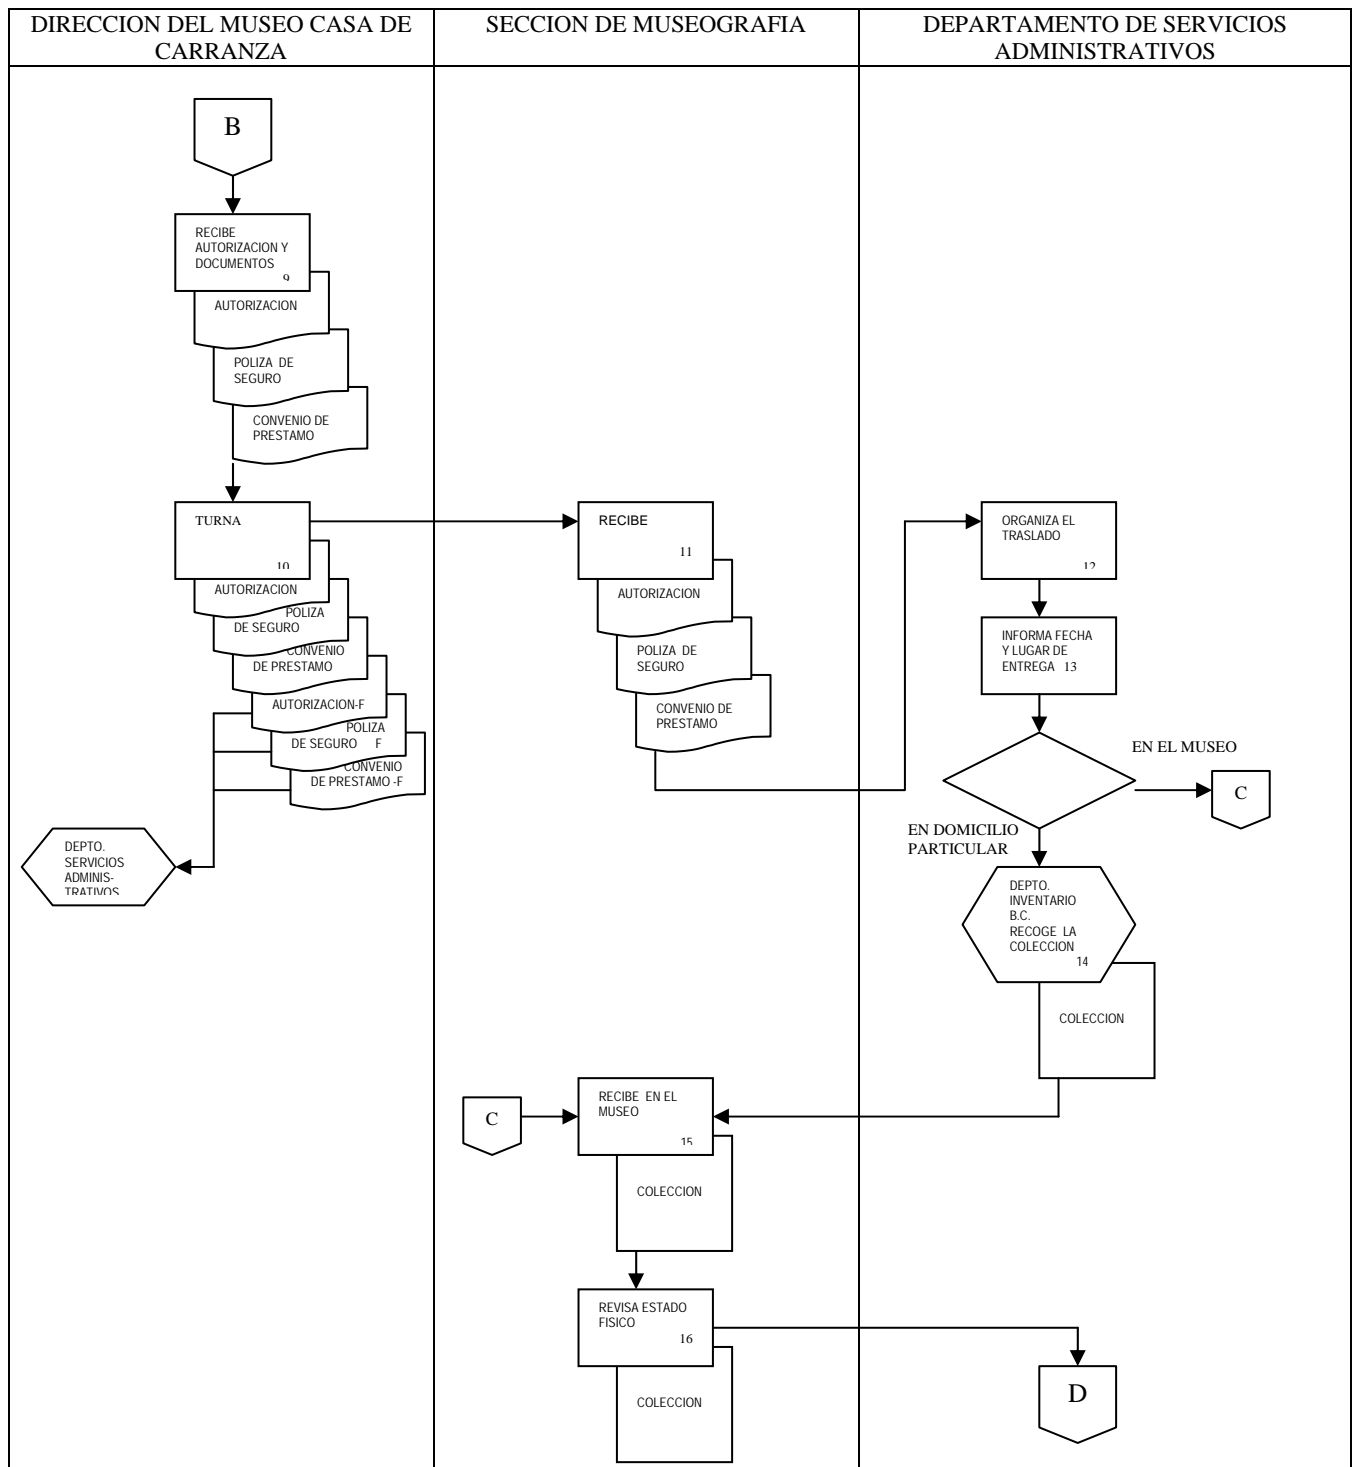 DIRECCION DEL MUSEO CASA DE
CARRANZA
SECCION DE MUSEOGRAFIA
DEPARTAMENTO DE SERVICIOS
ADMINISTRATIVOS
B
RECIBE
AUTORIZACION Y
DOCUMENTOS
9
AUTORIZACION
POLIZA DE
SEGURO
CONVENIO DE
PRESTAMO
TURNA
10
AUTORIZACION
POLIZA
DE SEGURO
CONVENIO
DE PRESTAMO
AUTORIZACION-F
POLIZA
DE SEGURO F
CONVENIO
DE PRESTAMO -F
DEPTO.
SERVICIOS
ADMINIS-
TRATIVOS
RECIBE
11
AUTORIZACION
POLIZA DE
SEGURO
CONVENIO DE
PRESTAMO
ORGANIZA EL
TRASLADO
12
INFORMA FECHA
Y LUGAR DE
ENTREGA 13
EN EL MUSEO
C
EN DOMICILIO
PARTICULAR
DEPTO.
INVENTARIO
B.C.
RECOGE LA
COLECCION
14
COLECCION
C
RECIBE EN EL
MUSEO
15
COLECCION
REVISA ESTADO
FISICO
16
COLECCION
D